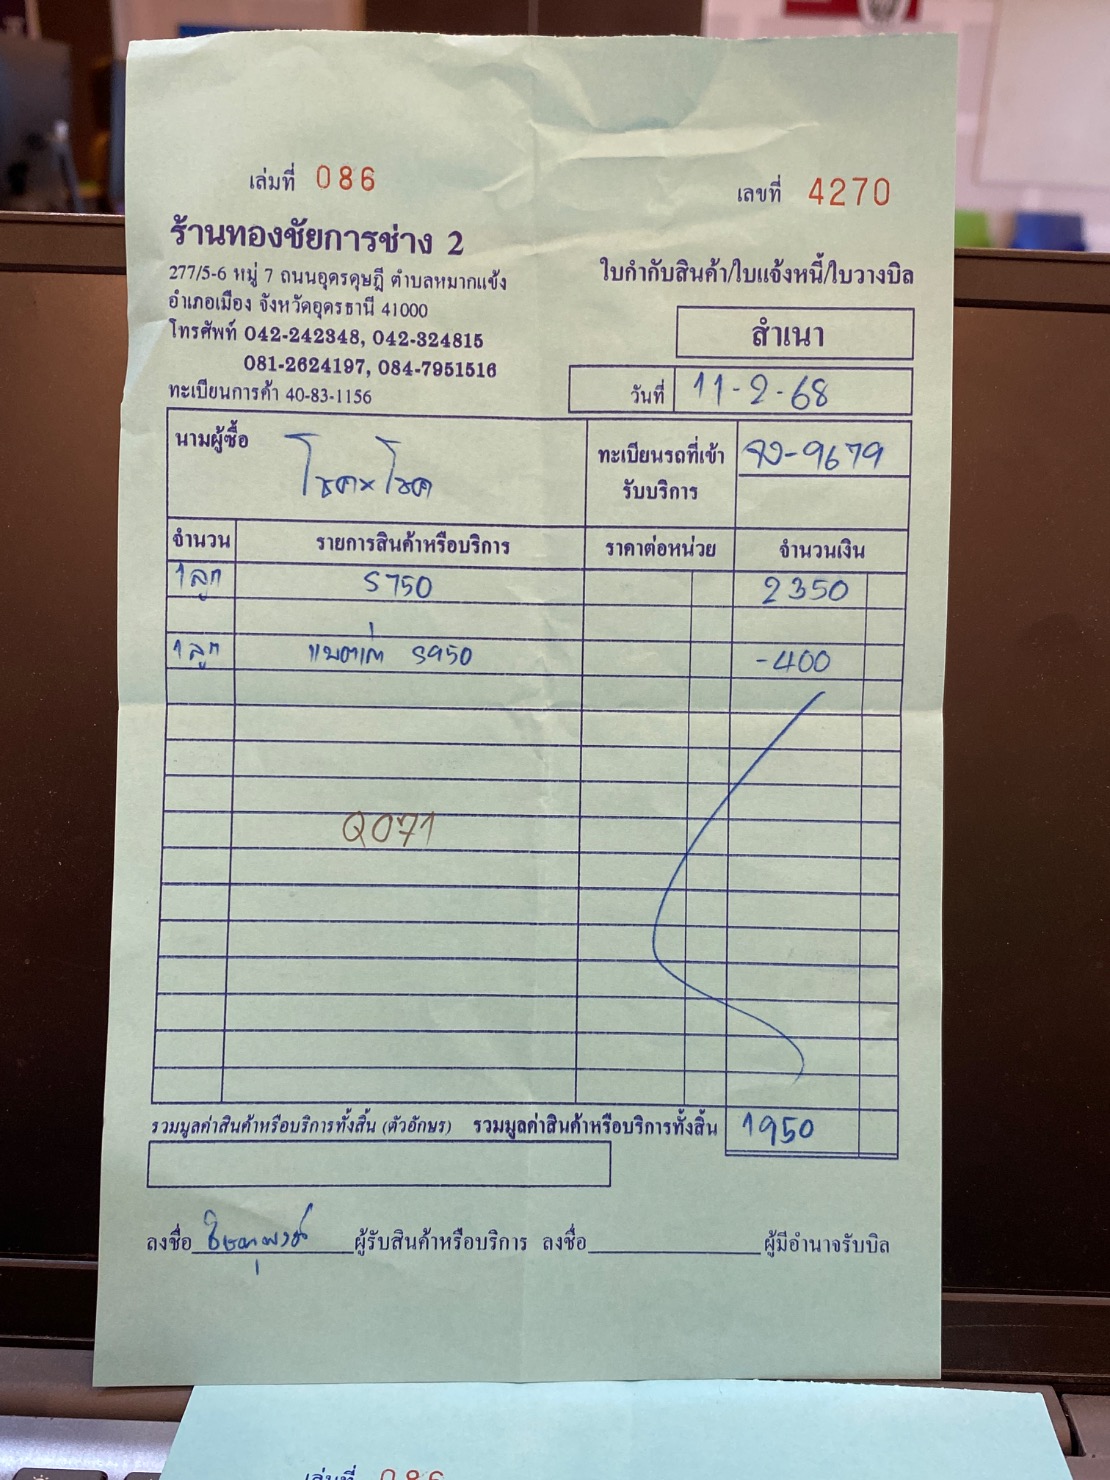 เล่มที่ 086
เลขที่ 4270
ร้านทองชัยการช่าง 2
277/5-6 หมู่ 7 ถนนอุดรดุษฎี ตำบลหมากแข้ง
อำเภอเมือง จังหวัดอุดรธานี 41000
โทรศัพท์ 042-242348, 042-324815
081-2624197, 084-7951516
ทะเบียนการค้า 40-83-1156
ใบกำกับสินค้า/ใบแจ้งหนี้/ใบวางบิล
สำเนา
วันที่ 11-2-68
นามผู้ซื้อ โชคxโชค
ทะเบียนรถที่เข้า
รับบริการ
-9679
จำนวน รายการสินค้าหรือบริการ ราคาต่อหน่วย จำนวนเงิน
1 ลูก S750 2350
1 ลูก แบตเก่า S950 -400
Q071
รวมมูลค่าสินค้าหรือบริการทั้งสิ้น (ตัวอักษร) รวมมูลค่าสินค้าหรือบริการทั้งสิ้น 1950
ลงชื่อ ผู้รับสินค้าหรือบริการ ลงชื่อ ผู้มีอำนาจรับบิล
เล่มที่ 086